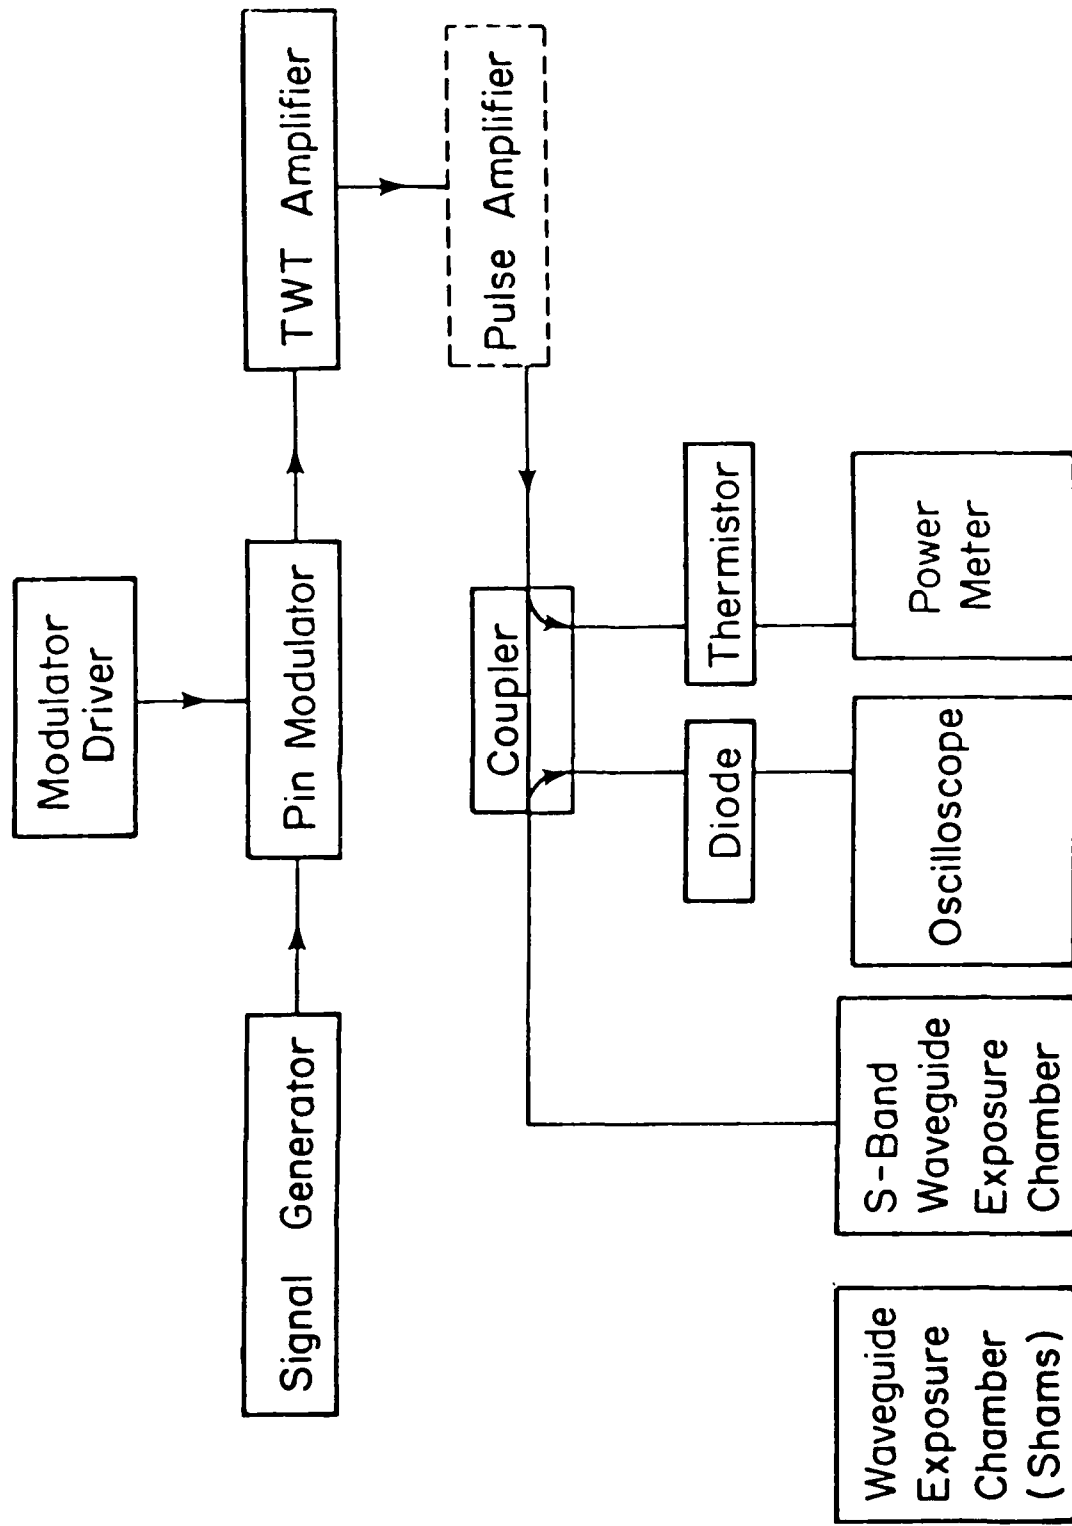 Modulator
Driver
Signal Generator
Pin Modulator
TWT Amplifier
Pulse Amplifier
Coupler
Diode
Thermistor
Waveguide
Exposure
Chamber
(Shams)
S-Band
Waveguide
Exposure
Chamber
Oscilloscope
Power
Meter